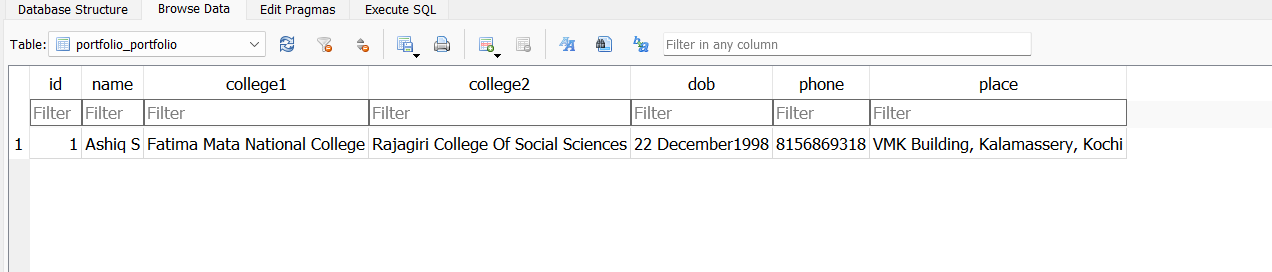 Database Structure Browse Data Edit Pragmas Execute SQL
Table: portfolio_portfolio Filter in any column
id name college1 college2 dob phone place
Filter Filter Filter Filter Filter Filter Filter
1 1 Ashiq S Fatima Mata National College Rajagiri College Of Social Sciences 22 December1998 8156869318 VMK Building, Kalamassery, Kochi